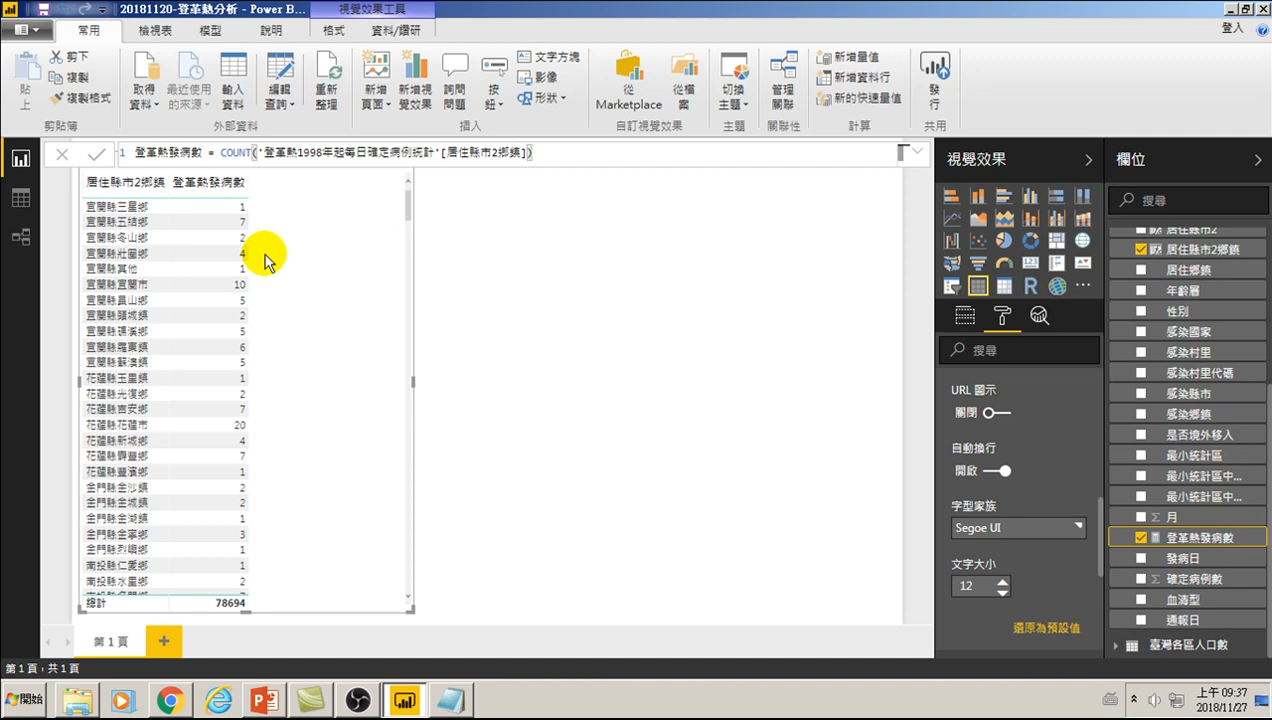 20181120-登革熱分析 - Power B...
視覺效果工具
常用
檢視表
模型
說明
格式
資料/鑽研
登入
貼上
剪下
複製
複製格式
剪貼簿
取得資料
最近使用的來源
輸入資料
編輯查詢
重新整理
外部資料
新增頁面
新增視覺效果
詢問問題
按鈕
文字方塊
影像
形狀
插入
從 Marketplace
從檔案
自訂視覺效果
切換主題
主題
管理關聯
關聯性
新增量值
新增資料行
新的快速量值
計算
發行
共用
1 登革熱發病數 = COUNT('登革熱1998年起每日確定病例統計'[居住縣市2鄉鎮])
居住縣市2鄉鎮 登革熱發病數
宜蘭縣三星鄉 1
宜蘭縣五結鄉 7
宜蘭縣冬山鄉 2
宜蘭縣壯圍鄉 4
宜蘭縣其他 1
宜蘭縣宜蘭市 10
宜蘭縣員山鄉 5
宜蘭縣頭城鎮 2
宜蘭縣礁溪鄉 5
宜蘭縣羅東鎮 6
宜蘭縣蘇澳鎮 5
花蓮縣玉里鎮 1
花蓮縣光復鄉 2
花蓮縣吉安鄉 7
花蓮縣花蓮市 20
花蓮縣新城鄉 4
花蓮縣壽豐鄉 7
花蓮縣豐濱鄉 1
金門縣金沙鎮 2
金門縣金城鎮 2
金門縣金湖鎮 1
金門縣金寧鄉 3
金門縣烈嶼鄉 1
南投縣仁愛鄉 1
南投縣水里鄉 2
總計 78694
視覺效果
R
搜尋
URL 圖示
關閉
自動換行
開啟
字型家族
Segoe UI
文字大小
12
還原為預設值
欄位
搜尋
居住縣市2
居住縣市2鄉鎮
居住鄉鎮
年齡層
性別
感染國家
感染村里
感染村里代碼
感染縣市
感染鄉鎮
是否境外移入
最小統計區
最小統計區中...
最小統計區中...
月
登革熱發病數
發病日
確定病例數
血清型
通報日
臺灣各區人口數
第 1 頁
第 1 頁，共 1 頁
開始
上午 09:37
2018/11/27